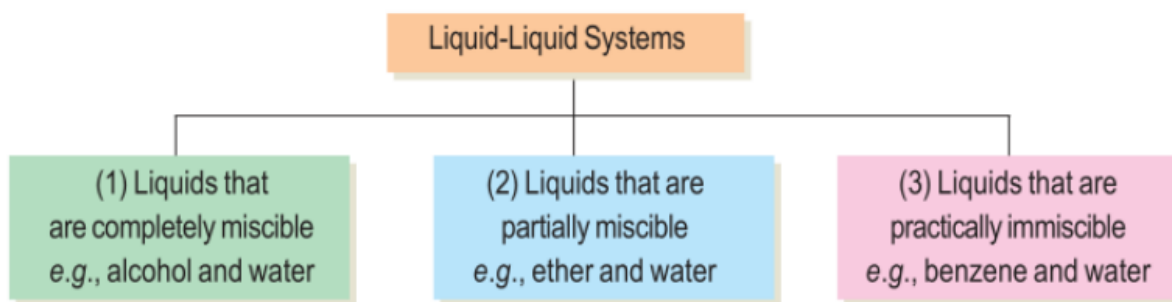 Liquid-Liquid Systems
(1) Liquids that
are completely miscible
e.g., alcohol and water
(2) Liquids that are
partially miscible
e.g., ether and water
(3) Liquids that are
practically immiscible
e.g., benzene and water